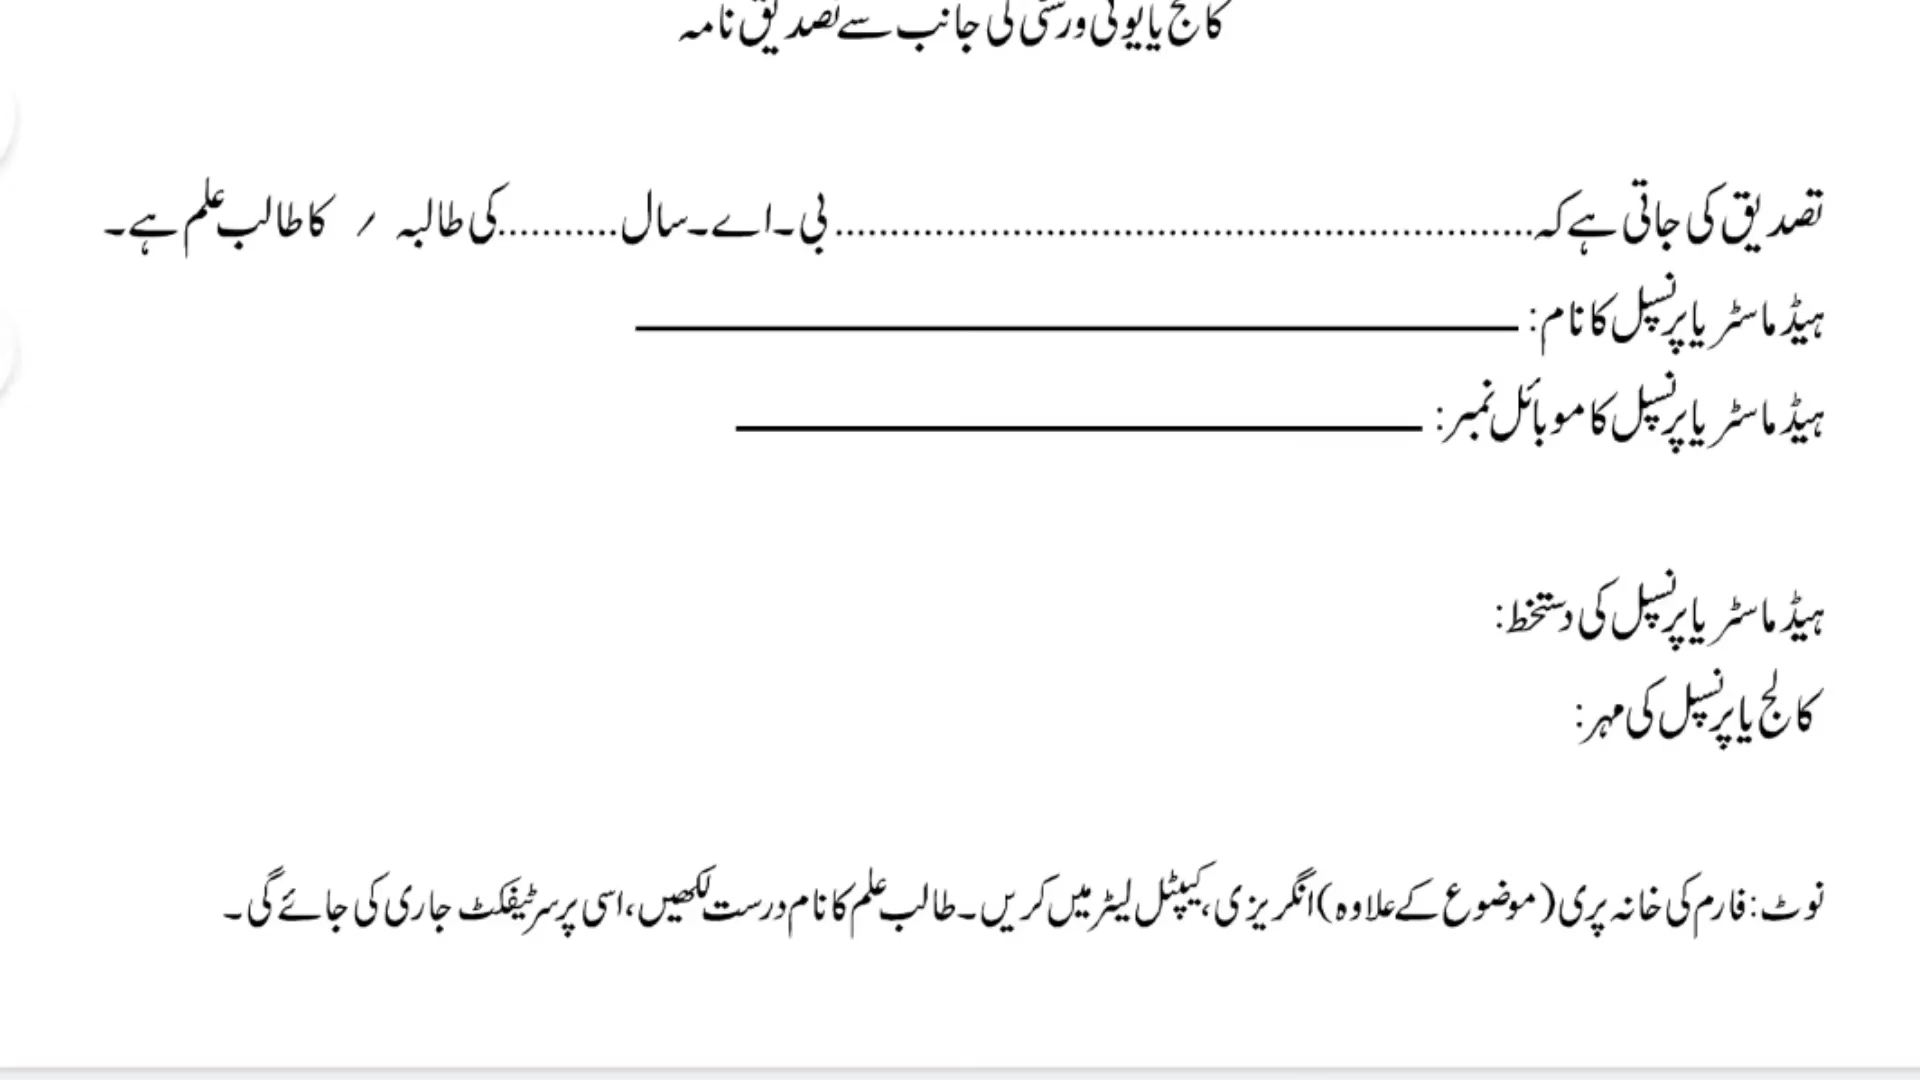 کالج یا یونی ورسٹی کی جانب سے تصدیق نامہ
تصدیق کی جاتی ہے کہ............................................................ بی۔اے۔سال...........کی طالبہ / کا طالب علم ہے۔
ہیڈ ماسٹر یا پرنسپل کا نام: ____________________
ہیڈ ماسٹر یا پرنسپل کا موبائل نمبر: ________________
ہیڈ ماسٹر یا پرنسپل کی دستخط:
کالج یا پرنسپل کی مہر:
نوٹ: فارم کی خانہ پری (موضوع کے علاوہ) انگریزی، کیپٹل لیٹر میں کریں۔ طالب علم کا نام درست لکھیں، اسی پر سرٹیفکٹ جاری کی جائے گی۔